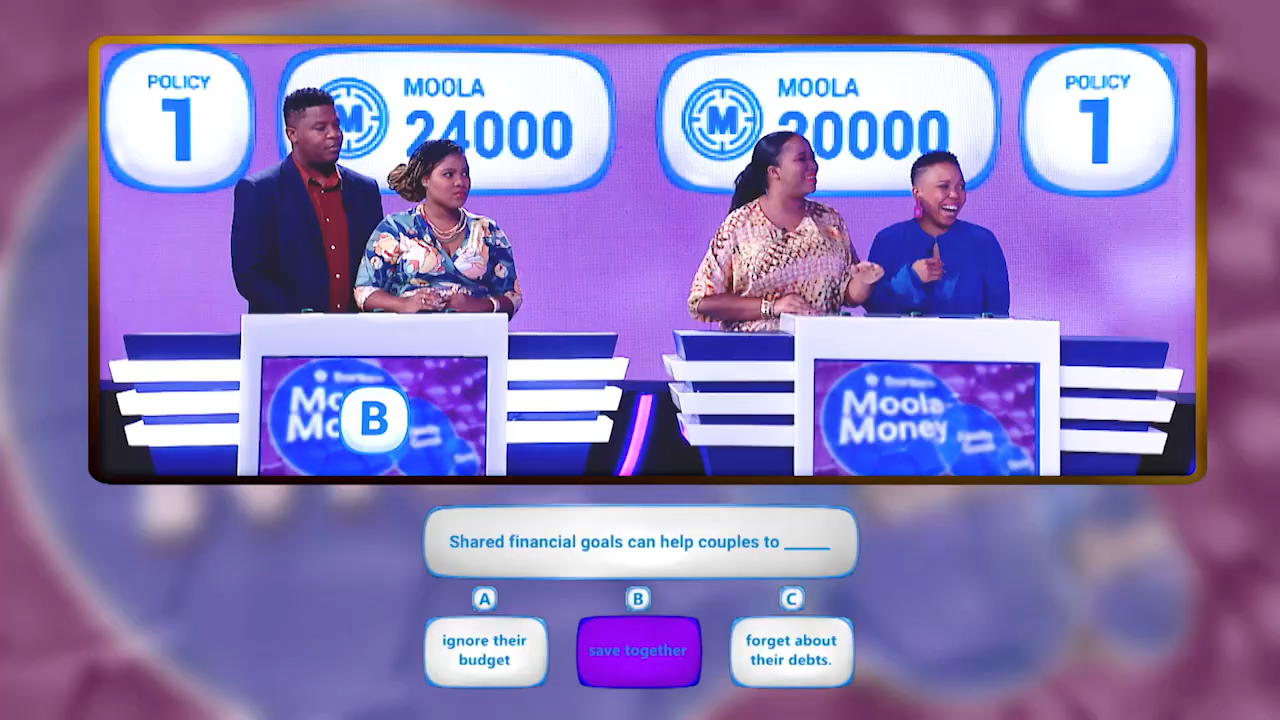 POLICY
1
M
MOOLA
24000
M
MOOLA
20000
POLICY
1
B
Moola
Money
Shared financial goals can help couples to _____
A
B
C
ignore their
budget
save together
forget about
their debts.